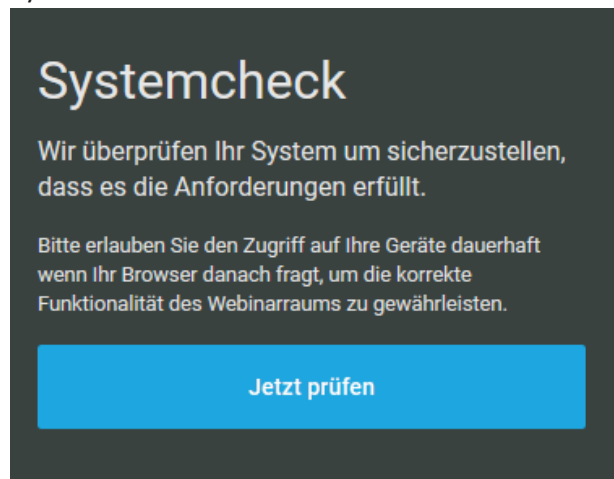 Systemcheck
Wir überprüfen Ihr System um sicherzustellen,
dass es die Anforderungen erfüllt.
Bitte erlauben Sie den Zugriff auf Ihre Geräte dauerhaft
wenn Ihr Browser danach fragt, um die korrekte
Funktionalität des Webinarraums zu gewährleisten.
Jetzt prüfen